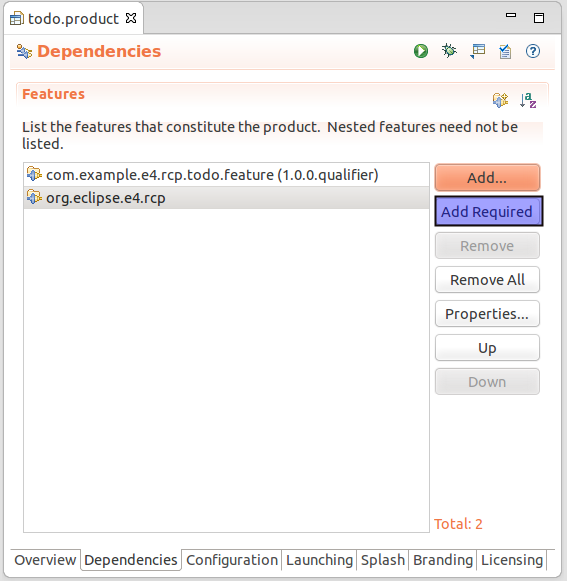 todo.product
Dependencies
Features
List the features that constitute the product. Nested features need not be
listed.
com.example.e4.rcp.todo.feature (1.0.0.qualifier)
org.eclipse.e4.rcp
Add...
Add Required
Remove
Remove All
Properties...
Up
Down
Total: 2
Overview Dependencies Configuration Launching Splash Branding Licensing